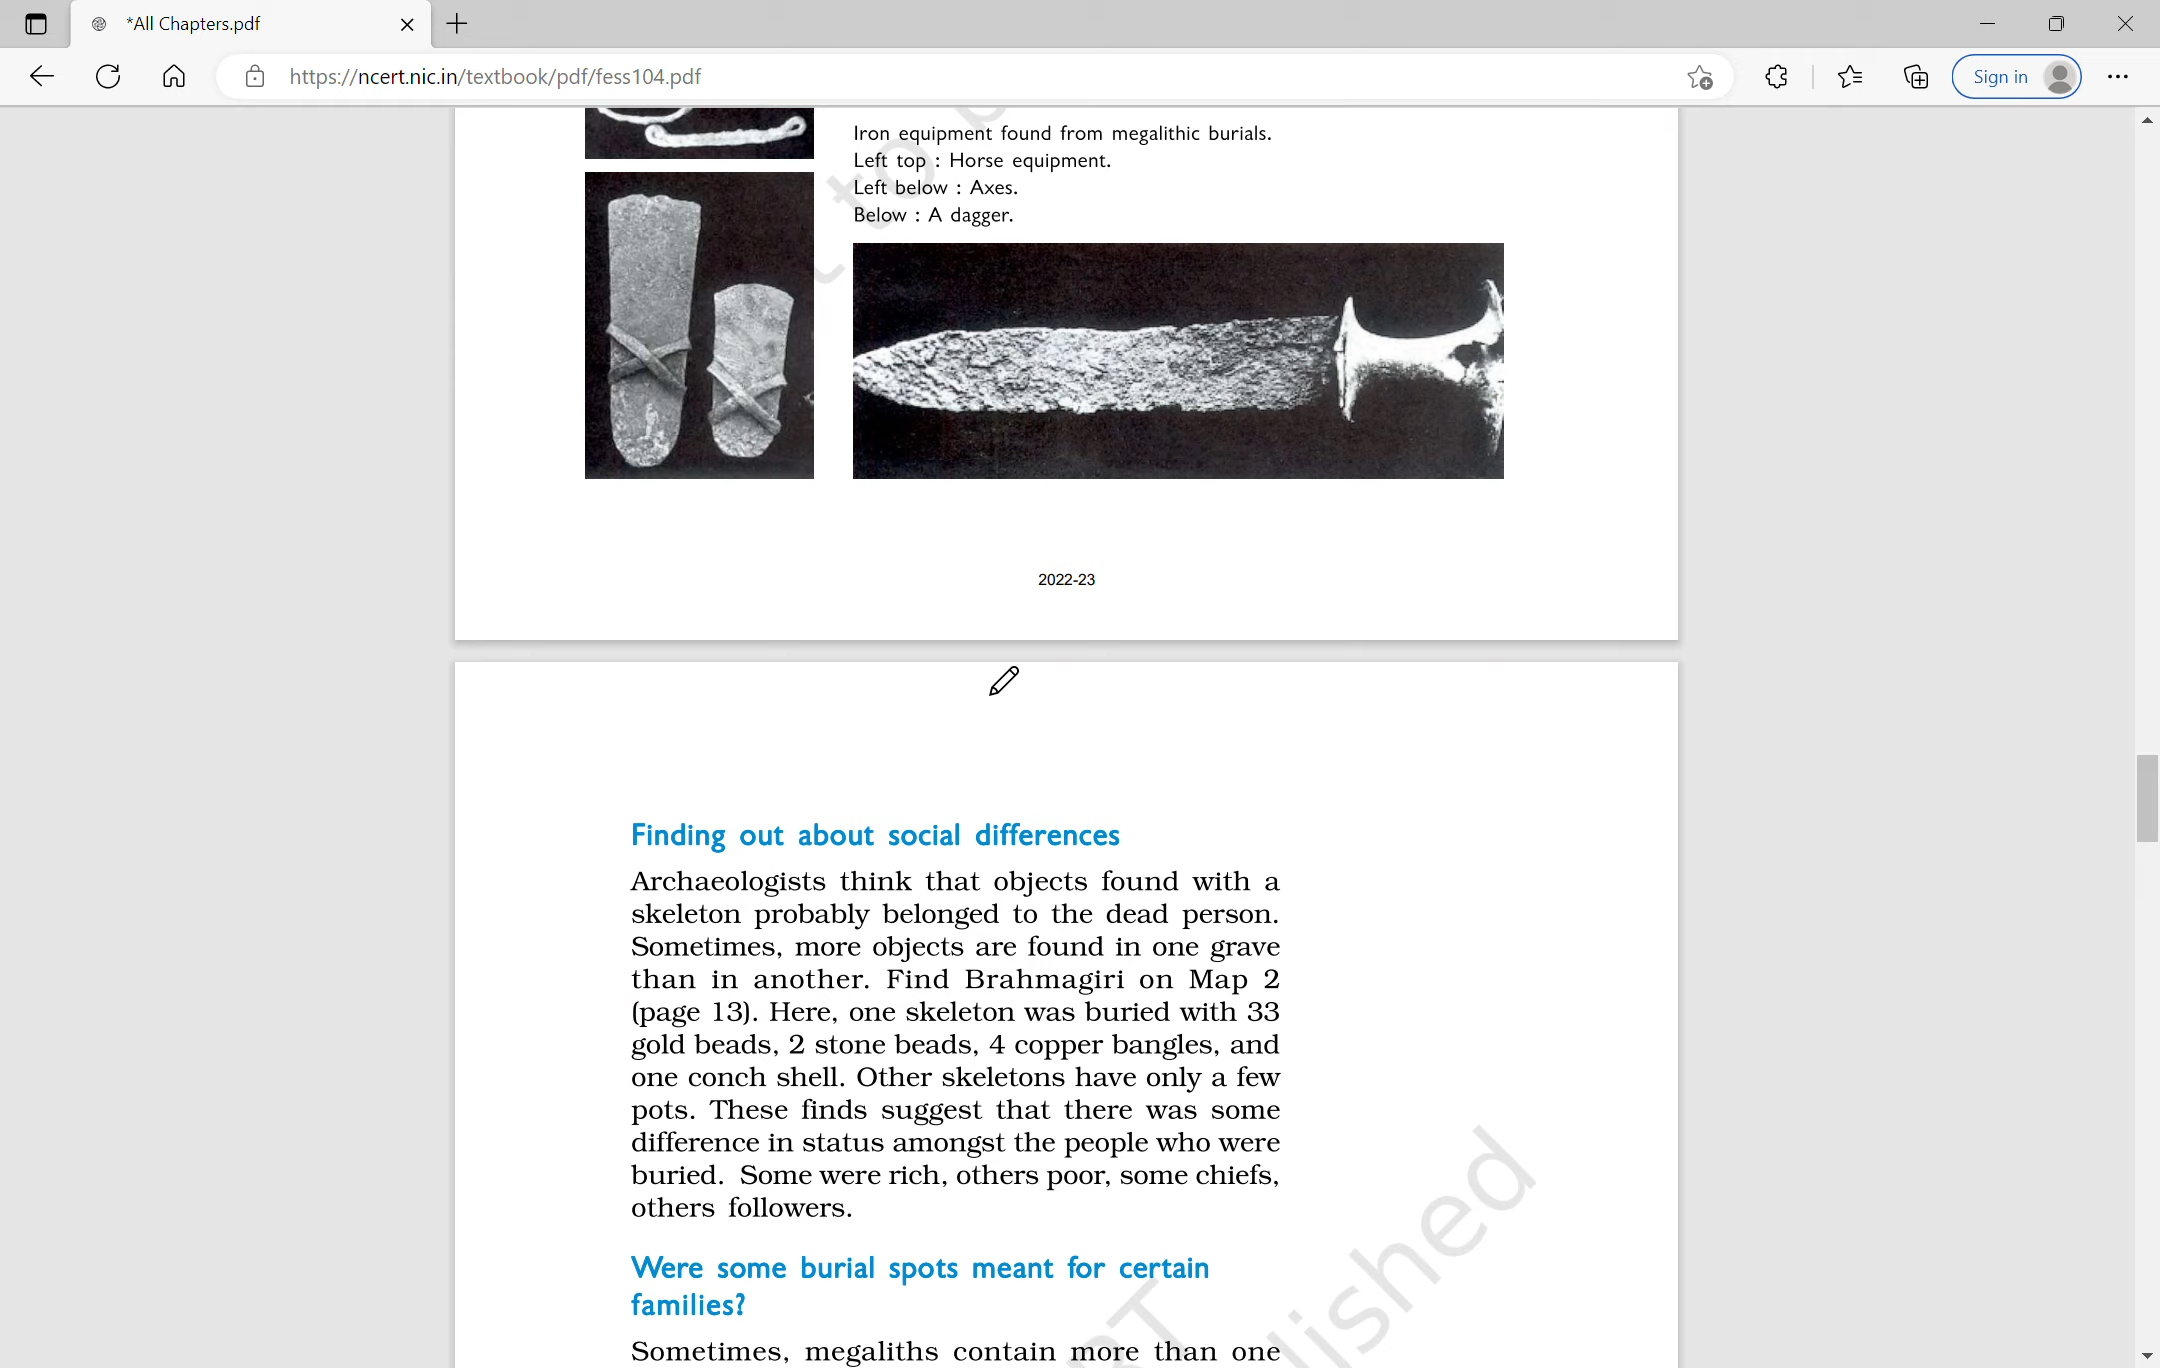 *All Chapters.pdf
https://ncert.nic.in/textbook/pdf/fess104.pdf
Sign in
Iron equipment found from megalithic burials.
Left top : Horse equipment.
Left below : Axes.
Below : A dagger.
2022-23
Finding out about social differences
Archaeologists think that objects found with a
skeleton probably belonged to the dead person.
Sometimes, more objects are found in one grave
than in another. Find Brahmagiri on Map 2
(page 13). Here, one skeleton was buried with 33
gold beads, 2 stone beads, 4 copper bangles, and
one conch shell. Other skeletons have only a few
pots. These finds suggest that there was some
difference in status amongst the people who were
buried. Some were rich, others poor, some chiefs,
others followers.
Were some burial spots meant for certain
families?
Sometimes, megaliths contain more than one